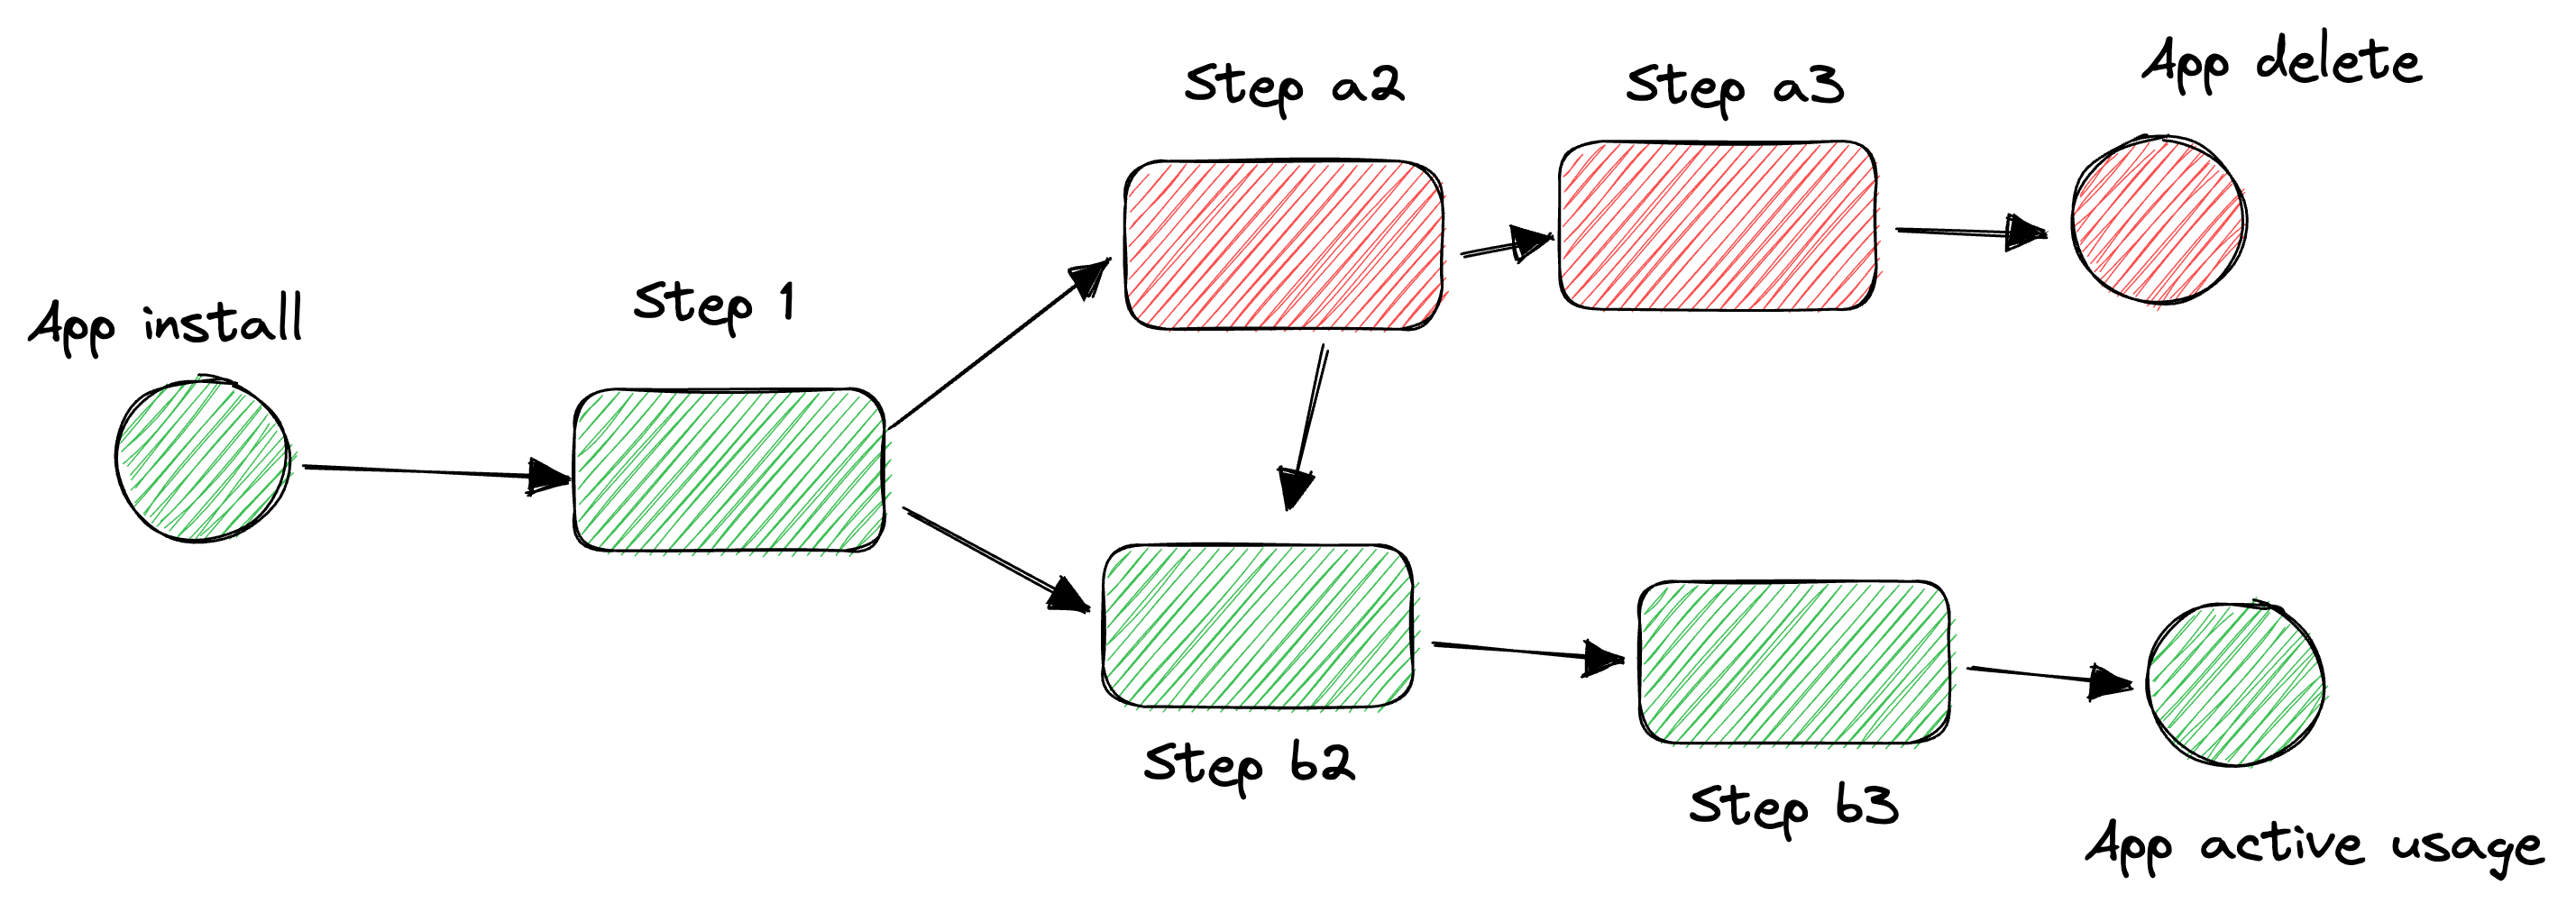 App install
Step 1
Step a2
Step a3
App delete
Step b2
Step b3
App active usage